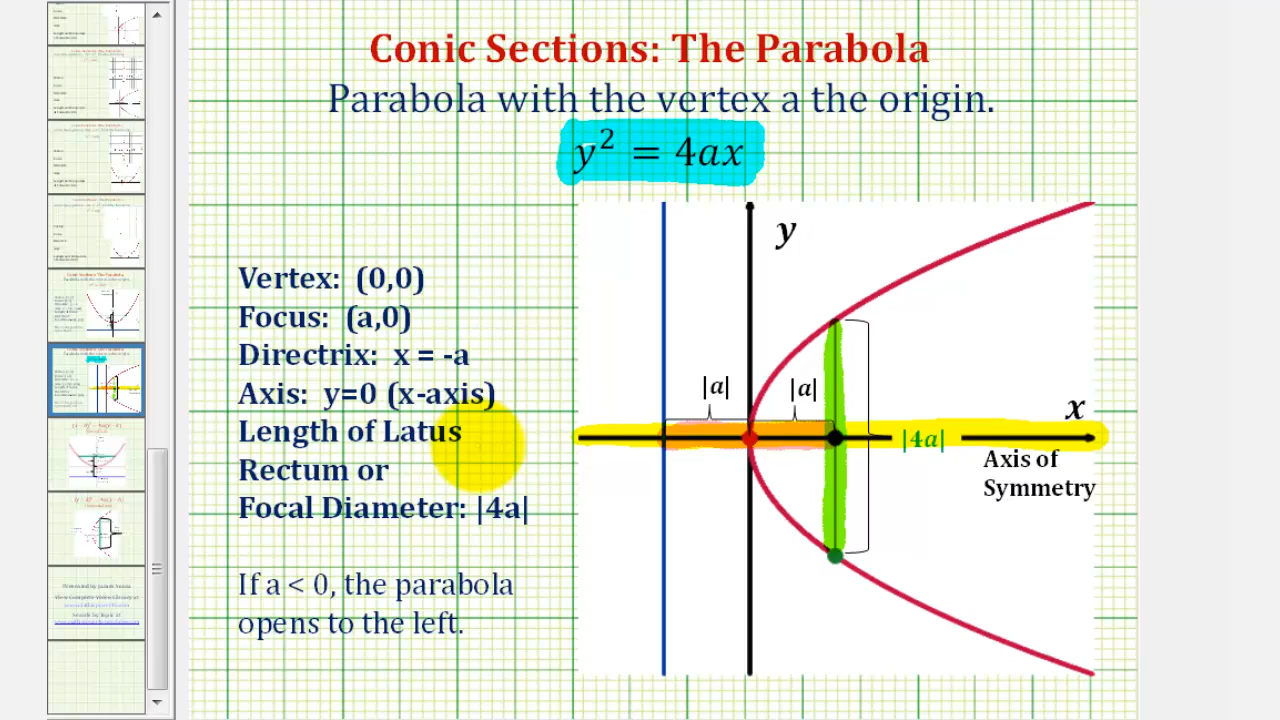 Conic Sections: The Parabola
Parabola with the vertex a the origin.
y² = 4ax
Vertex: (0,0)
Focus: (a,0)
Directrix: x = -a
Axis: y=0 (x-axis)
Length of Latus
Rectum or
Focal Diameter: |4a|
If a < 0, the parabola
opens to the left.
y
|a|
|a|
x
|4a|
Axis of
Symmetry